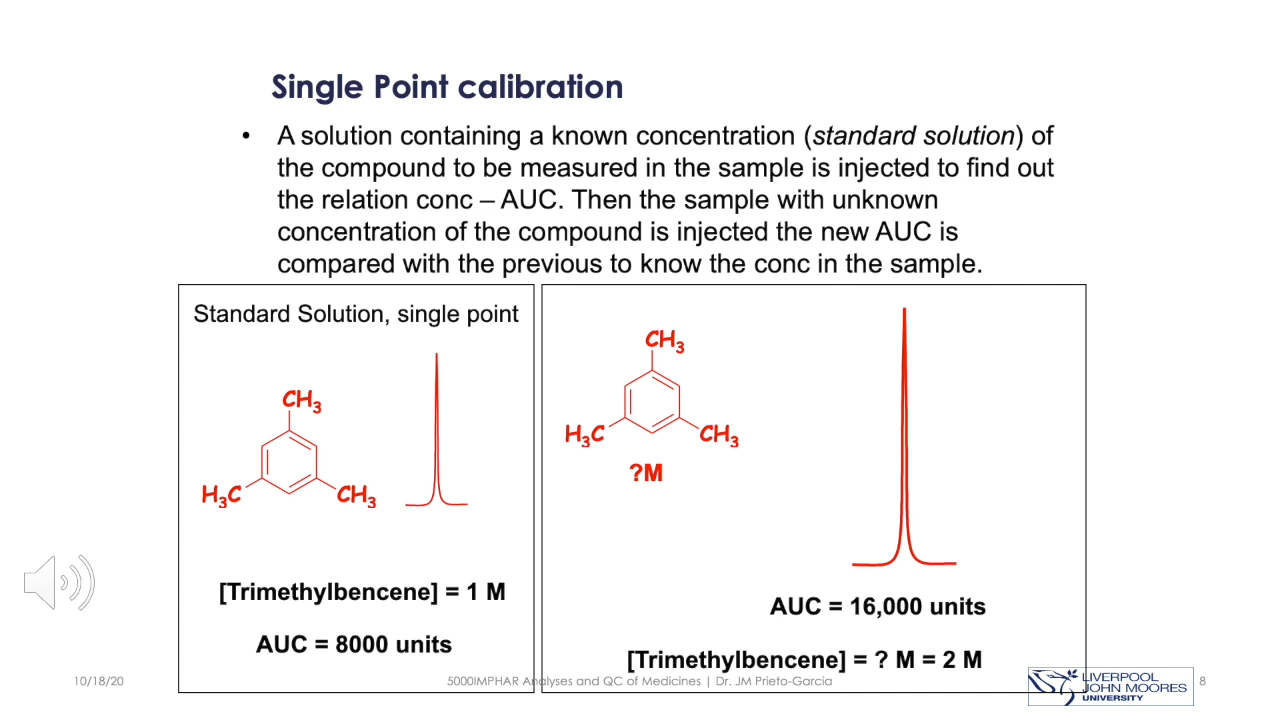 Single Point calibration
• A solution containing a known concentration (standard solution) of
the compound to be measured in the sample is injected to find out
the relation conc – AUC. Then the sample with unknown
concentration of the compound is injected the new AUC is
compared with the previous to know the conc in the sample.
Standard Solution, single point
CH3
H3C
CH3
[Trimethylbencene] = 1 M
AUC = 8000 units
CH3
H3C
CH3
?M
AUC = 16,000 units
[Trimethylbencene] = ? M = 2 M
10/18/20
5000IMPHAR Analyses and QC of Medicines | Dr. JM Prieto-Garcia
LIVERPOOL
JOHN MOORES
UNIVERSITY
8